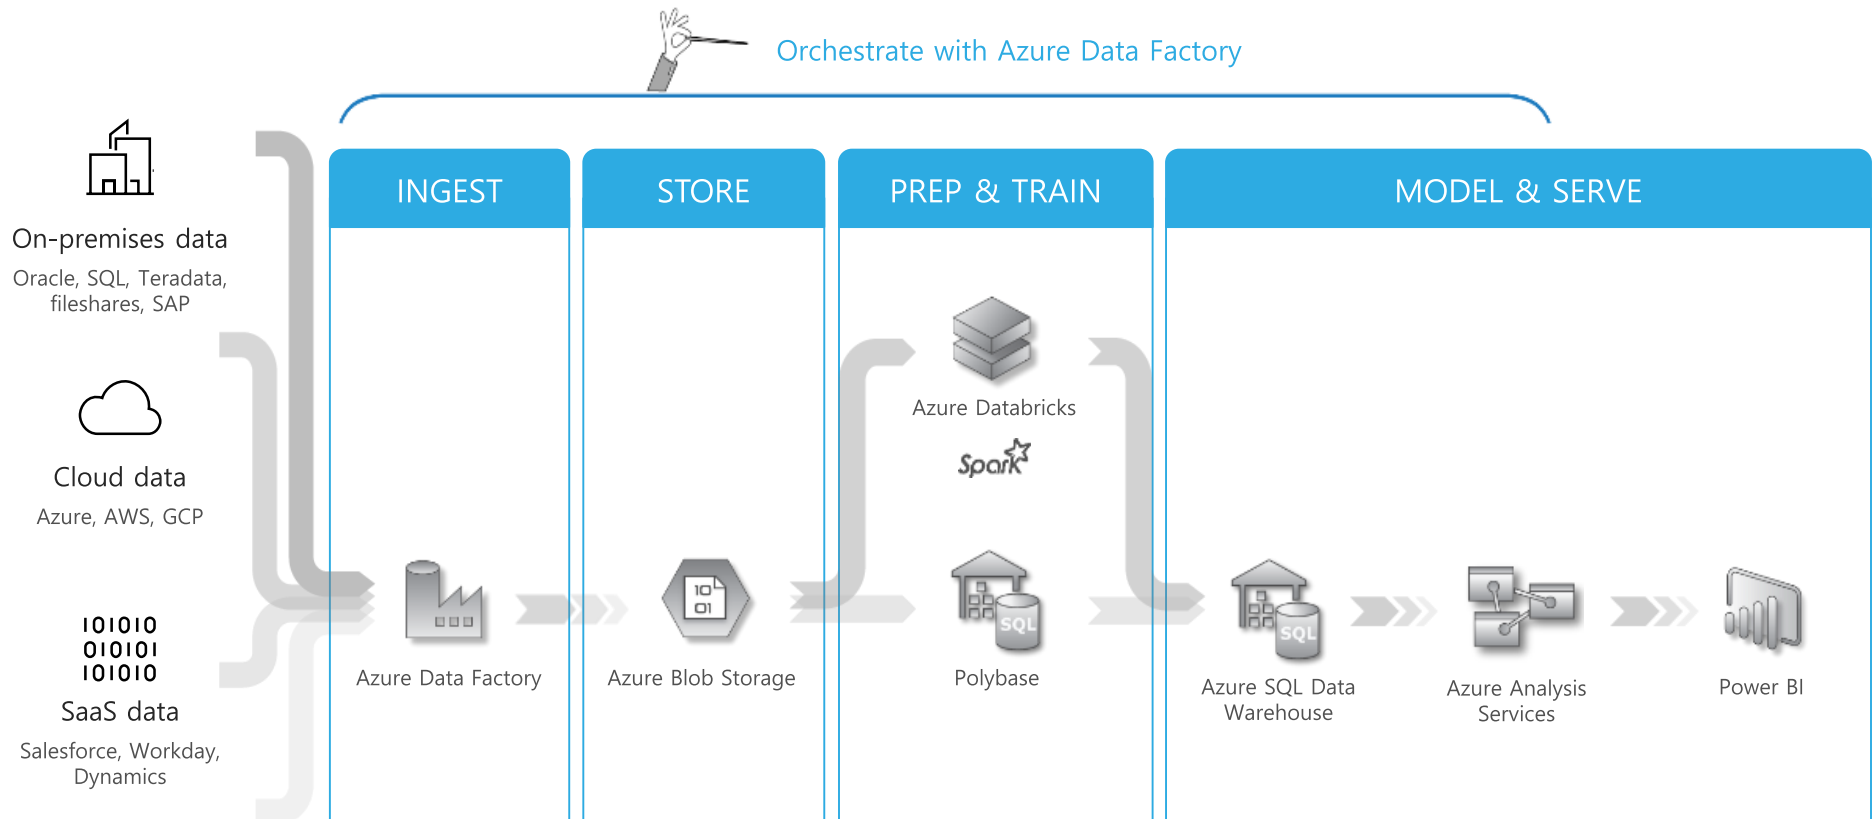 Orchestrate with Azure Data Factory
INGEST
STORE
PREP & TRAIN
MODEL & SERVE
On-premises data
Oracle, SQL, Teradata,
fileshares, SAP
Cloud data
Azure, AWS, GCP
101010
010101
101010
SaaS data
Salesforce, Workday,
Dynamics
Azure Data Factory
10
01
Azure Blob Storage
Azure Databricks
Spark
SQL
Polybase
SQL
Azure SQL Data
Warehouse
Azure Analysis
Services
Power BI